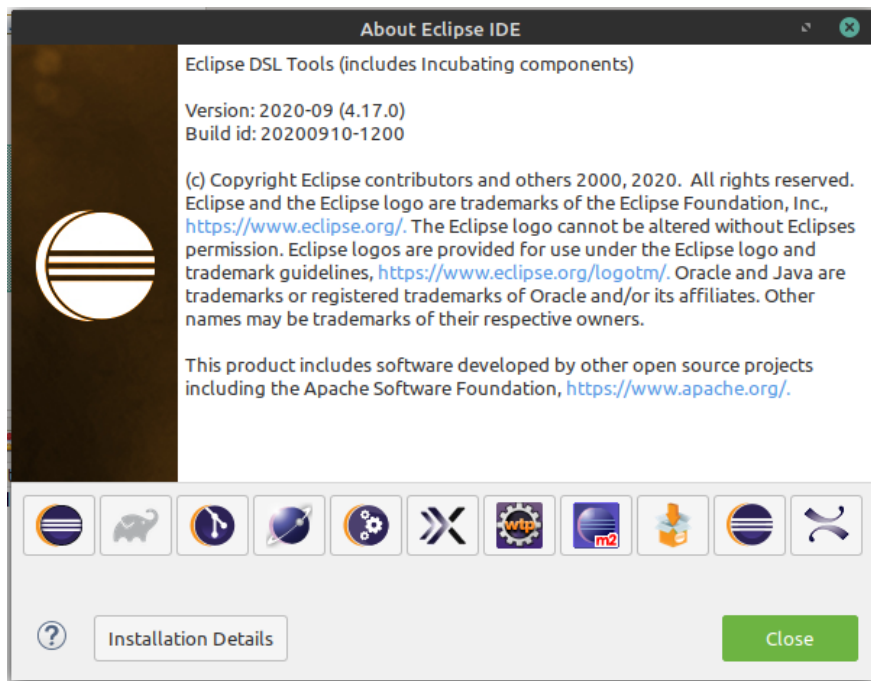 About Eclipse IDE
Eclipse DSL Tools (includes Incubating components)
Version: 2020-09 (4.17.0)
Build id: 20200910-1200
(c) Copyright Eclipse contributors and others 2000, 2020.  All rights reserved.
Eclipse and the Eclipse logo are trademarks of the Eclipse Foundation, Inc.,
https://www.eclipse.org/. The Eclipse logo cannot be altered without Eclipses
permission. Eclipse logos are provided for use under the Eclipse logo and
trademark guidelines, https://www.eclipse.org/logotm/. Oracle and Java are
trademarks or registered trademarks of Oracle and/or its affiliates. Other
names may be trademarks of their respective owners.
This product includes software developed by other open source projects
including the Apache Software Foundation, https://www.apache.org/.
wtp
m2
?
Installation Details
Close